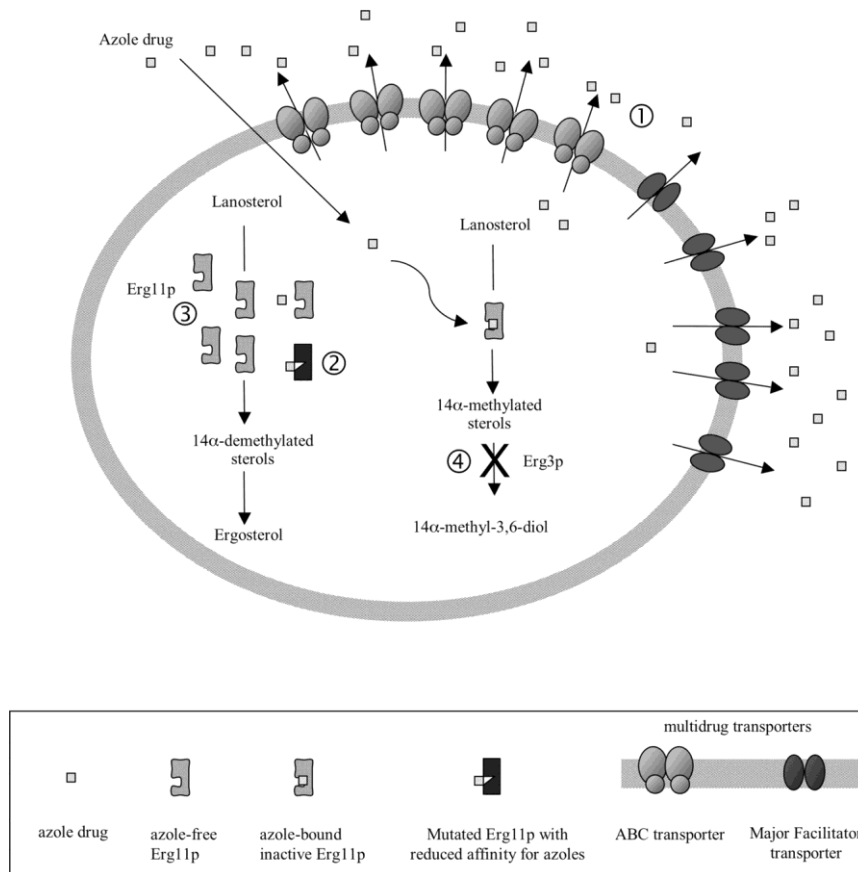 Azole drug
①
Lanosterol
Lanosterol
Erg11p
③
②
14α-demethylated
sterols
14α-methylated
sterols
④
Erg3p
Ergosterol
14α-methyl-3,6-diol
multidrug transporters
azole drug
azole-free
Erg11p
azole-bound
inactive Erg11p
Mutated Erg11p with
reduced affinity for azoles
ABC transporter
Major Facilitator
transporter